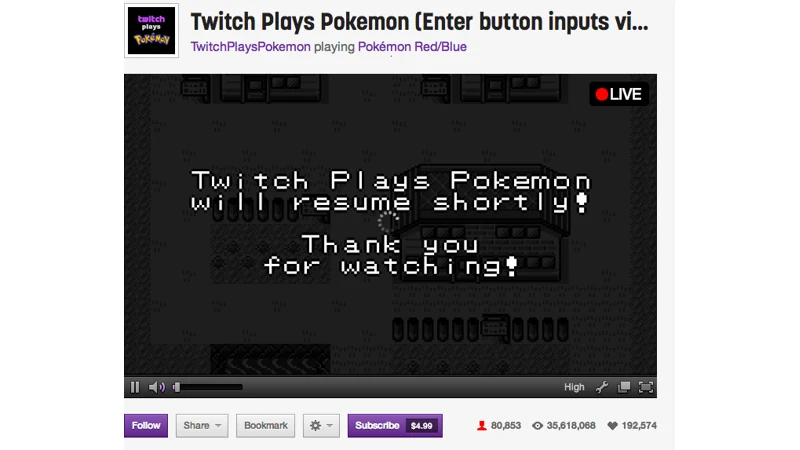 twitch
plays
POKéMON
Twitch Plays Pokemon (Enter button inputs vi...
TwitchPlaysPokemon playing Pokémon Red/Blue
LIVE
Twitch Plays Pokemon
will resume shortly!
Thank you
for watching!
High
Follow
Share
Bookmark
Subscribe $4.99
80,853
35,618,068
192,574